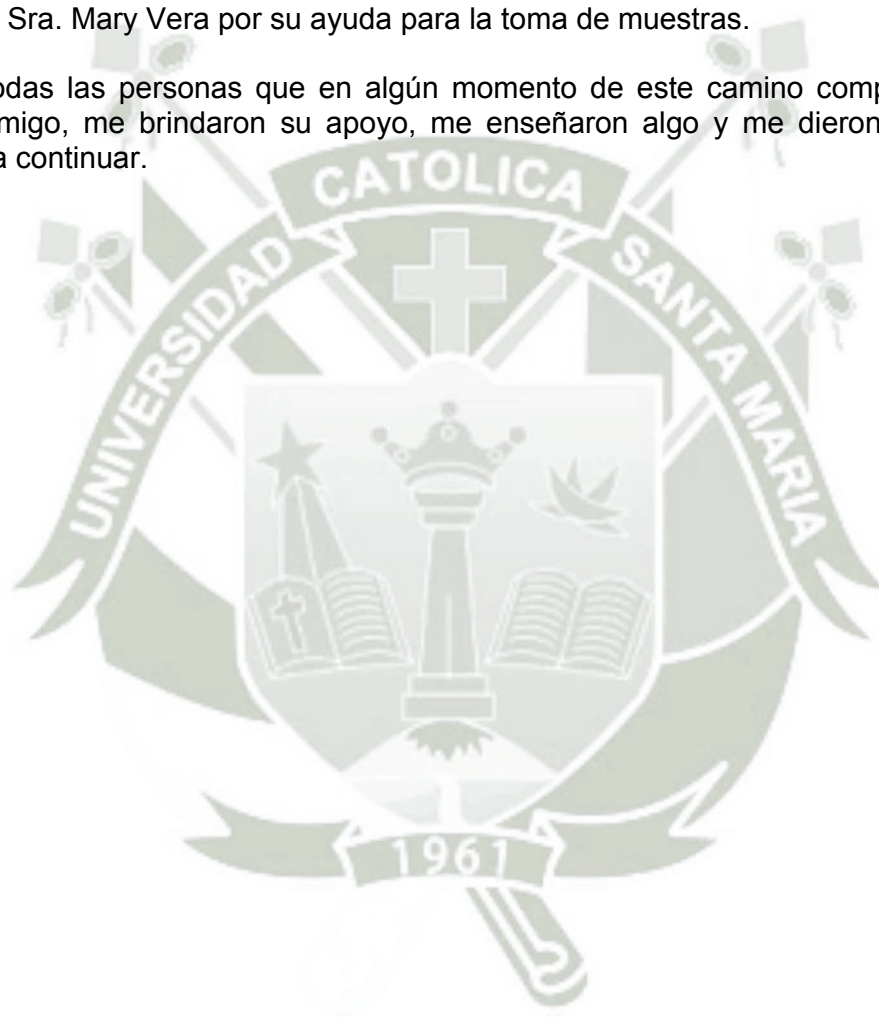 Sra. Mary Vera por su ayuda para la toma de muestras.
odas las personas que en algún momento de este camino comp
migo, me brindaron su apoyo, me enseñaron algo y me dieron
a continuar.
CATOLICA
UNIVERSIDAD
SANTA MARIA
1961